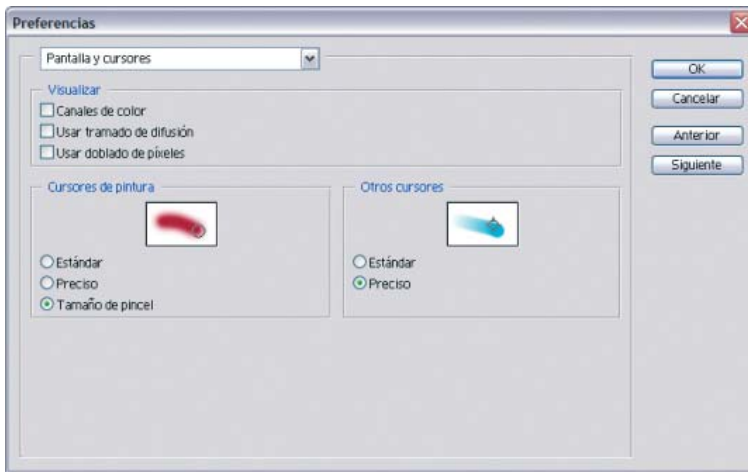 Preferencias
Pantalla y cursores
OK
Cancelar
Anterior
Siguiente
Visualizar
Canales de color
Usar tramado de difusión
Usar doblado de píxeles
Cursores de pintura
Estándar
Preciso
Tamaño de pincel
Otros cursores
Estándar
Preciso